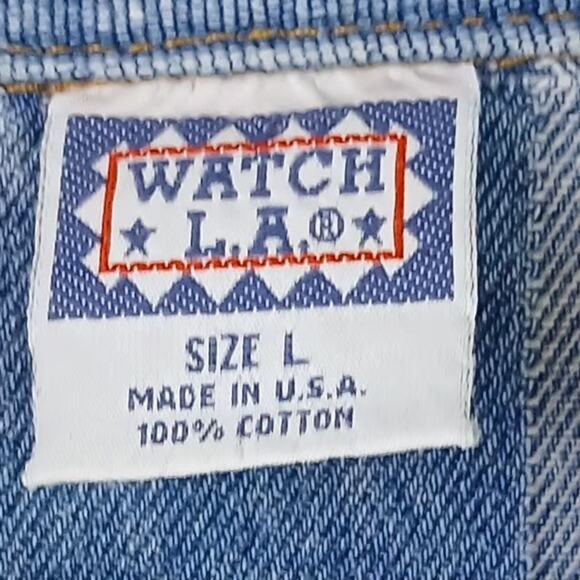 WATCH
★ L.A.® ★
SIZE L
MADE IN U.S.A.
100% COTTON